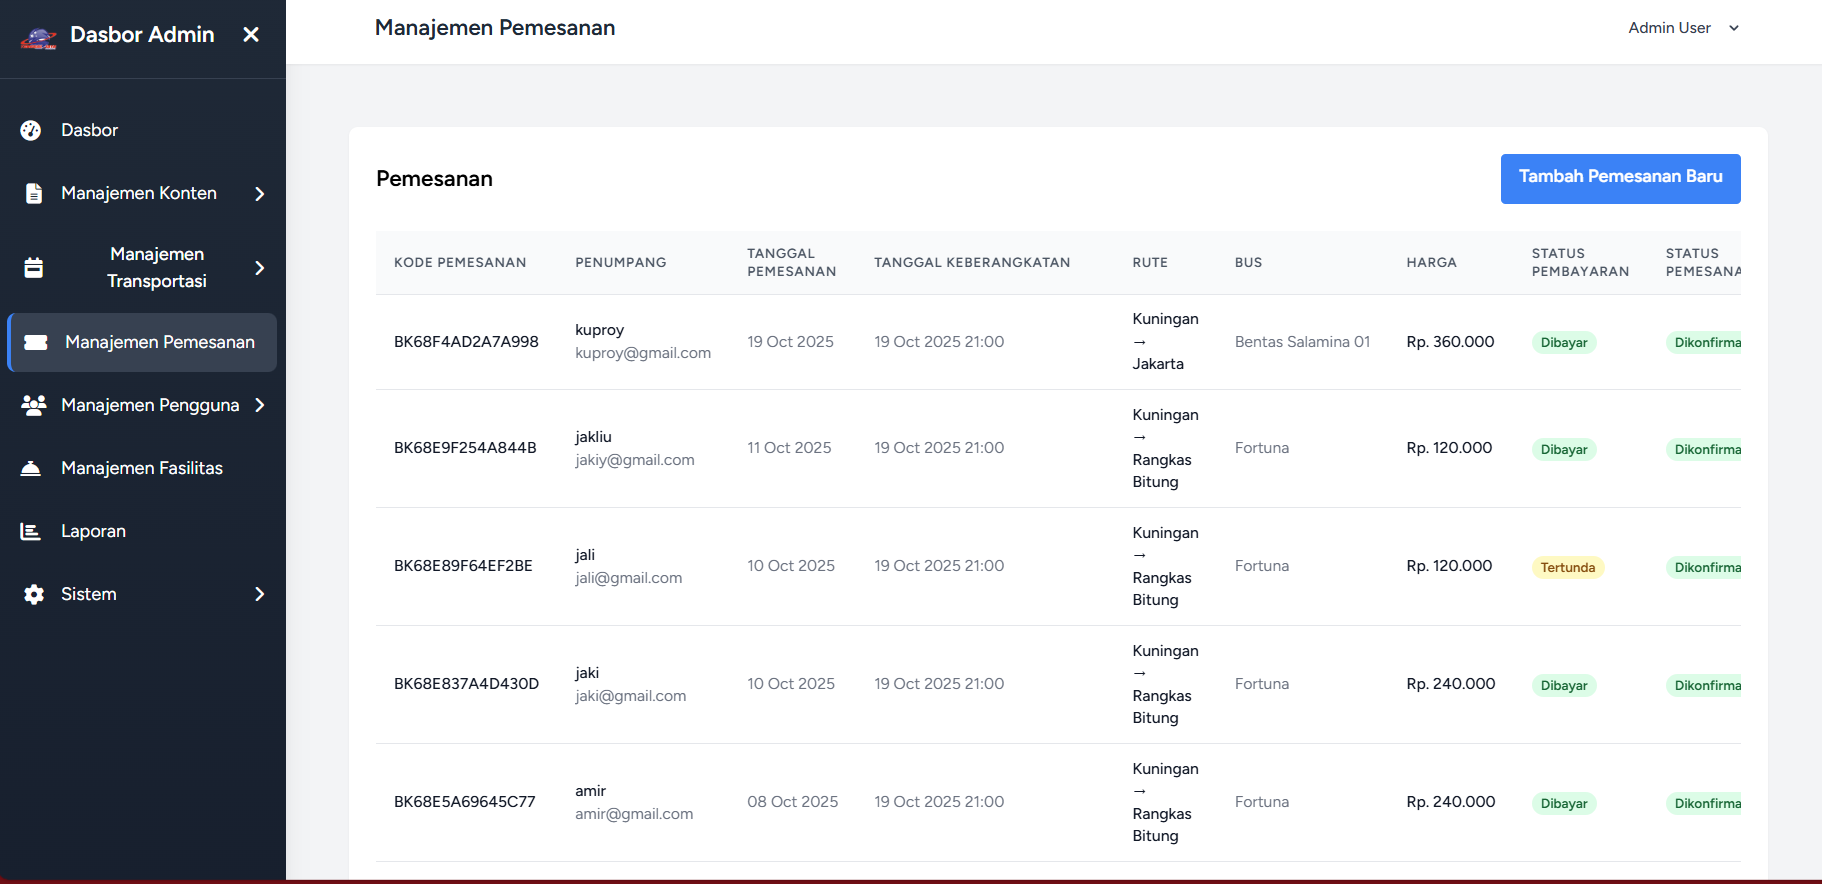 Dasbor Admin
Dasbor
Manajemen Konten
Manajemen
Transportasi
Manajemen Pemesanan
Manajemen Pengguna
Manajemen Fasilitas
Laporan
Sistem
Manajemen Pemesanan
Admin User
Pemesanan
Tambah Pemesanan Baru
KODE PEMESANAN PENUMPANG TANGGAL PEMESANAN TANGGAL KEBERANGKATAN RUTE BUS HARGA STATUS PEMBAYARAN STATUS PEMESANA
BK68F4AD2A7A998 kuproy kuproy@gmail.com 19 Oct 2025 19 Oct 2025 21:00 Kuningan → Jakarta Bentas Salamina 01 Rp. 360.000 Dibayar Dikonfirma
BK68E9F254A844B jakliu jakiy@gmail.com 11 Oct 2025 19 Oct 2025 21:00 Kuningan → Rangkas Bitung Fortuna Rp. 120.000 Dibayar Dikonfirma
BK68E89F64EF2BE jali jali@gmail.com 10 Oct 2025 19 Oct 2025 21:00 Kuningan → Rangkas Bitung Fortuna Rp. 120.000 Tertunda Dikonfirma
BK68E837A4D430D jaki jaki@gmail.com 10 Oct 2025 19 Oct 2025 21:00 Kuningan → Rangkas Bitung Fortuna Rp. 240.000 Dibayar Dikonfirma
BK68E5A69645C77 amir amir@gmail.com 08 Oct 2025 19 Oct 2025 21:00 Kuningan → Rangkas Bitung Fortuna Rp. 240.000 Dibayar Dikonfirma